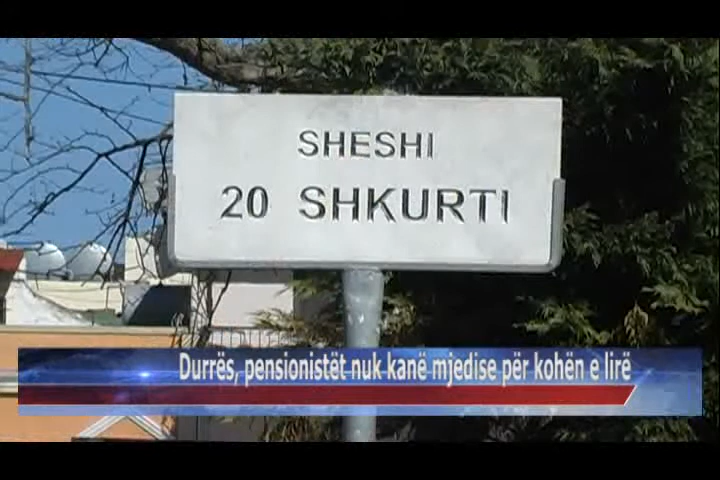 SHESHI
20 SHKURTI
Durrës, pensionistët nuk kanë mjedise për kohën e lirë